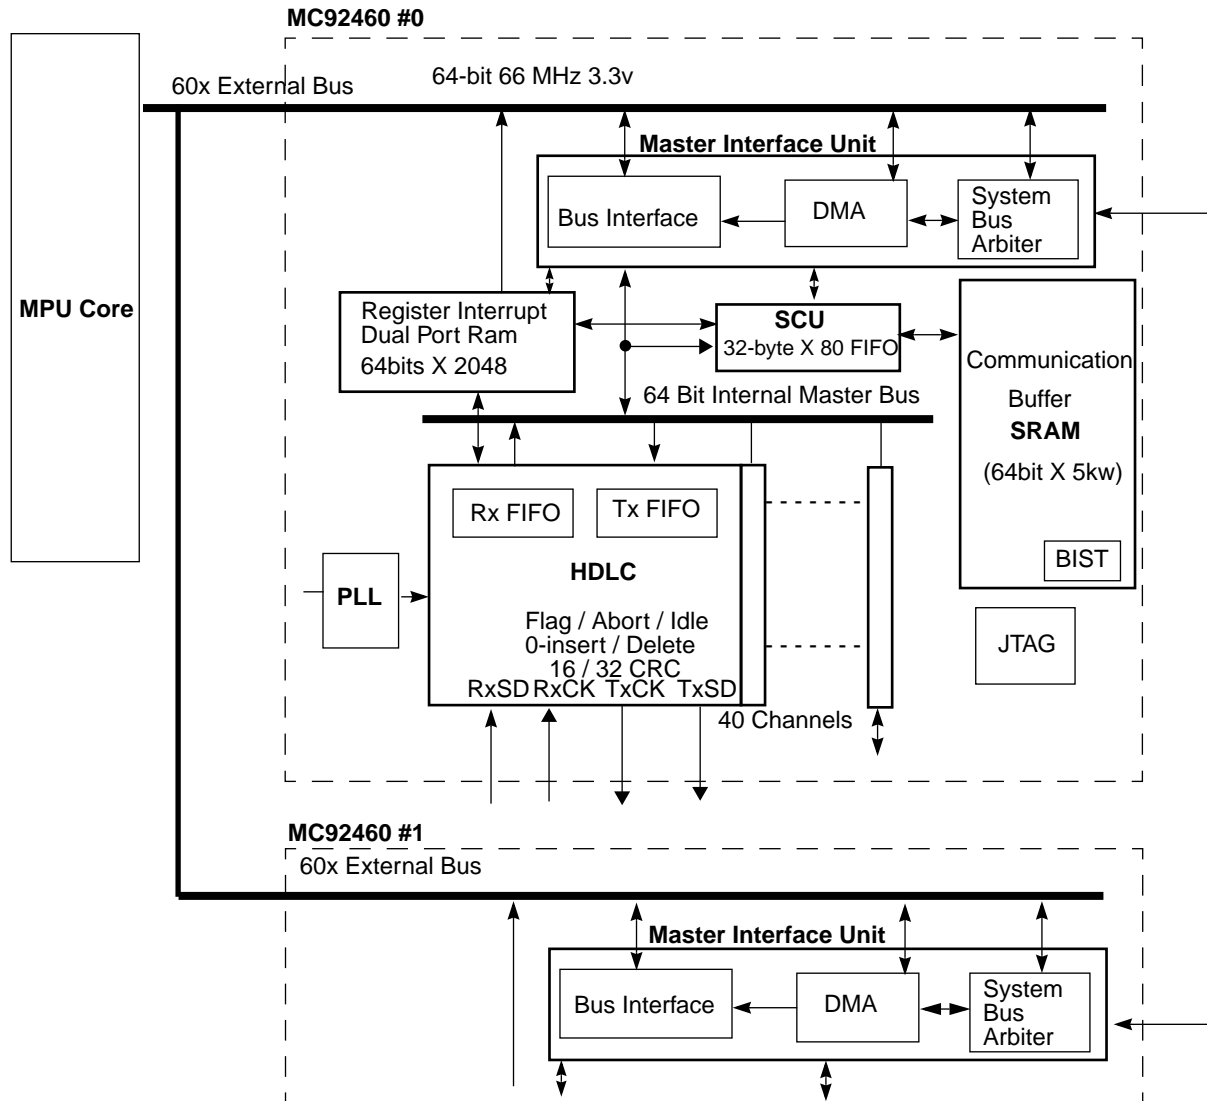 MC92460 #0
60x External Bus
64-bit 66 MHz 3.3v
Master Interface Unit
Bus Interface
DMA
System
Bus
Arbiter
MPU Core
Register Interrupt
Dual Port Ram
64bits X 2048
SCU
32-byte X 80 FIFO
Communication
Buffer
SRAM
(64bit X 5kw)
BIST
64 Bit Internal Master Bus
Rx FIFO
Tx FIFO
HDLC
PLL
Flag / Abort / Idle
0-insert / Delete
16 / 32 CRC
RxSD RxCK TxCK TxSD
40 Channels
JTAG
MC92460 #1
60x External Bus
Master Interface Unit
Bus Interface
DMA
System
Bus
Arbiter